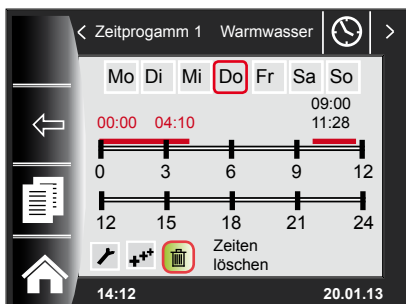 Zeitprogamm 1 Warmwasser
Mo Di Mi Do Fr Sa So
09:00
00:00 04:10 11:28
0 3 6 9 12
12 15 18 21 24
Zeiten
löschen
14:12 20.01.13